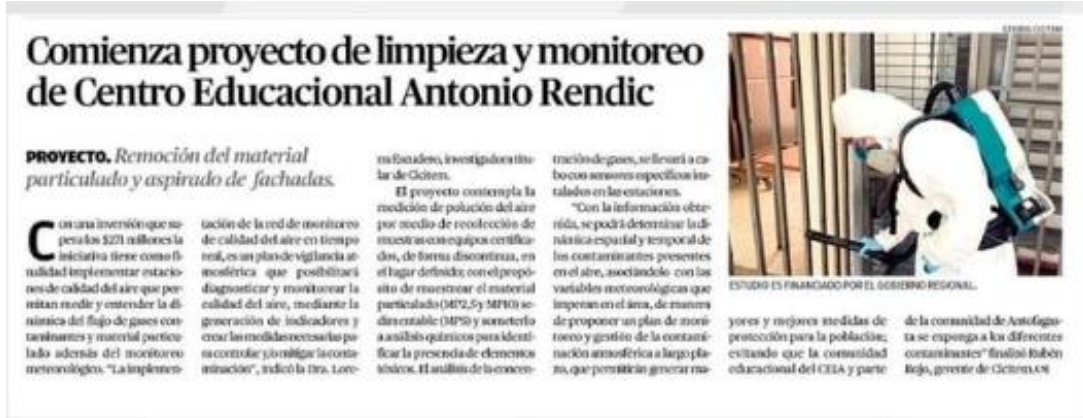 Comienza proyecto de limpieza y monitoreo
de Centro Educacional Antonio Rendic
PROYECTO. Remoción del material
particulado y aspirado de fachadas.
Con una inversión que su-
pera los $271 millones la
iniciativa tiene como fi-
nalidad implementar estacio-
nes de calidad del aire que per-
mitan medir y entender la di-
námica del flujo de gases con-
taminantes y material particu-
lado además del monitoreo
meteorológico. "La implemen-
tación de la red de monitoreo
de calidad del aire en tiempo
real, es un plan de vigilancia at-
mosférica que posibilitará
diagnosticar y monitorear la
calidad del aire, mediante la
generación de indicadores y
crear las medidas necesarias pa-
ra controlar y/o mitigar la conta-
minación", indicó la Dra. Lore-
na Escudero, investigadora titu-
lar de Cicitem.
El proyecto contempla la
medición de polución del aire
por medio de recolección de
muestras con equipos certifica-
dos, de forma discontinua, en
el lugar definido; con el propó-
sito de muestrear el material
particulado (MP2,5 y MP10) se-
dimentable (MPS) y someterlo
a análisis químicos para identi-
ficar la presencia de elementos
tóxicos. El análisis de la concen-
tración de gases, se llevará a ca-
bo con sensores específicos ins-
talados en las estaciones.
"Con la información obte-
nida, se podrá determinar la di-
námica espacial y temporal de
los contaminantes presentes
en el aire, asociándolo con las
variables meteorológicas que
imperan en el área, de manera
de proponer un plan de moni-
toreo y gestión de la contami-
nación atmosférica a largo pla-
zo, que permitirán generar ma-
ESTUDIO ES FINANCIADO POR EL GOBIERNO REGIONAL.
yores y mejores medidas de
protección para la población;
evitando que la comunidad
educacional del CEIA y parte
de la comunidad de Antofagas-
ta se exponga a los diferentes
contaminantes" finalizó Rubén
Rojo, gerente de Cicitem.